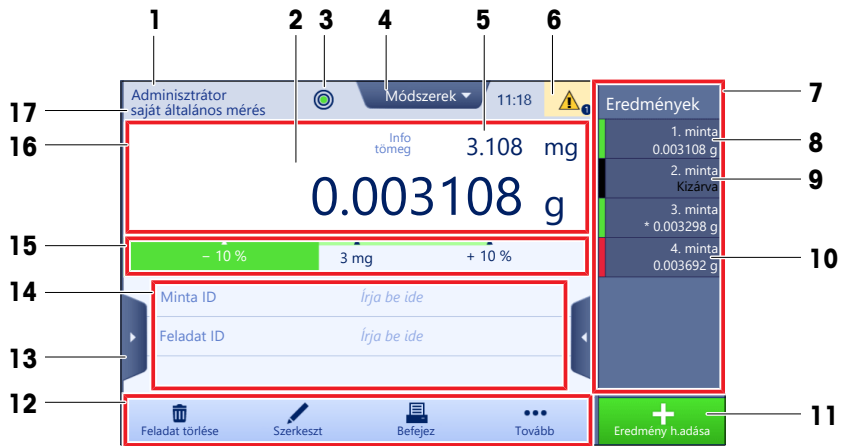 1 2 3 4 5 6
Adminisztrátor
saját általános mérés
Módszerek
11:18
1
17
16
Info
tömeg
3.108 mg
0.003108 g
15
− 10 % 3 mg + 10 %
14
Minta ID Írja be ide
Feladat ID Írja be ide
13
12
Feladat törlése Szerkeszt Befejez Tovább
Eredmények
7
1. minta
0.003108 g
8
2. minta
Kizárva
9
3. minta
* 0.003298 g
4. minta
0.003692 g
10
Eredmény h.adása
11